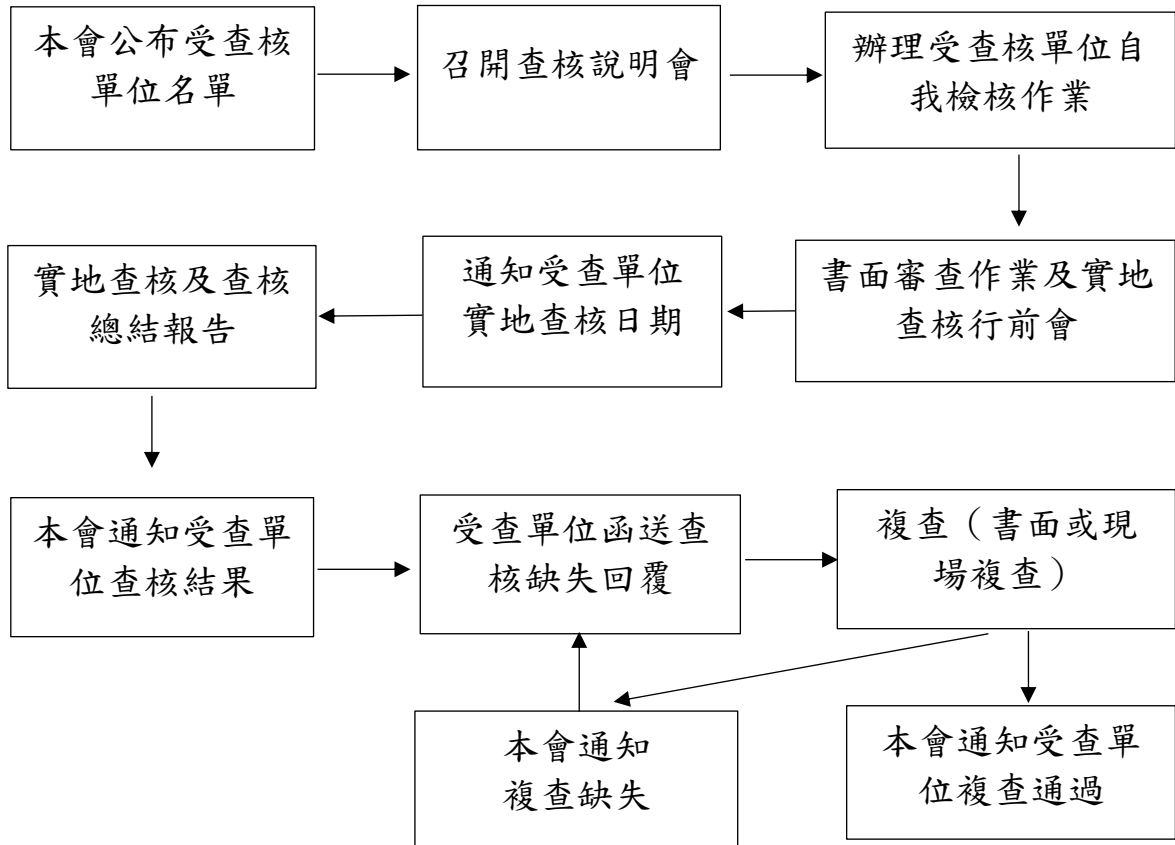 本會公布受查核
單位名單
召開查核說明會
辦理受查核單位自
我檢核作業
書面審查作業及實地
查核行前會
通知受查單位
實地查核日期
實地查核及查核
總結報告
本會通知受查單
位查核結果
受查單位函送查
核缺失回覆
複查（書面或現
場複查）
本會通知
複查缺失
本會通知受查單
位複查通過